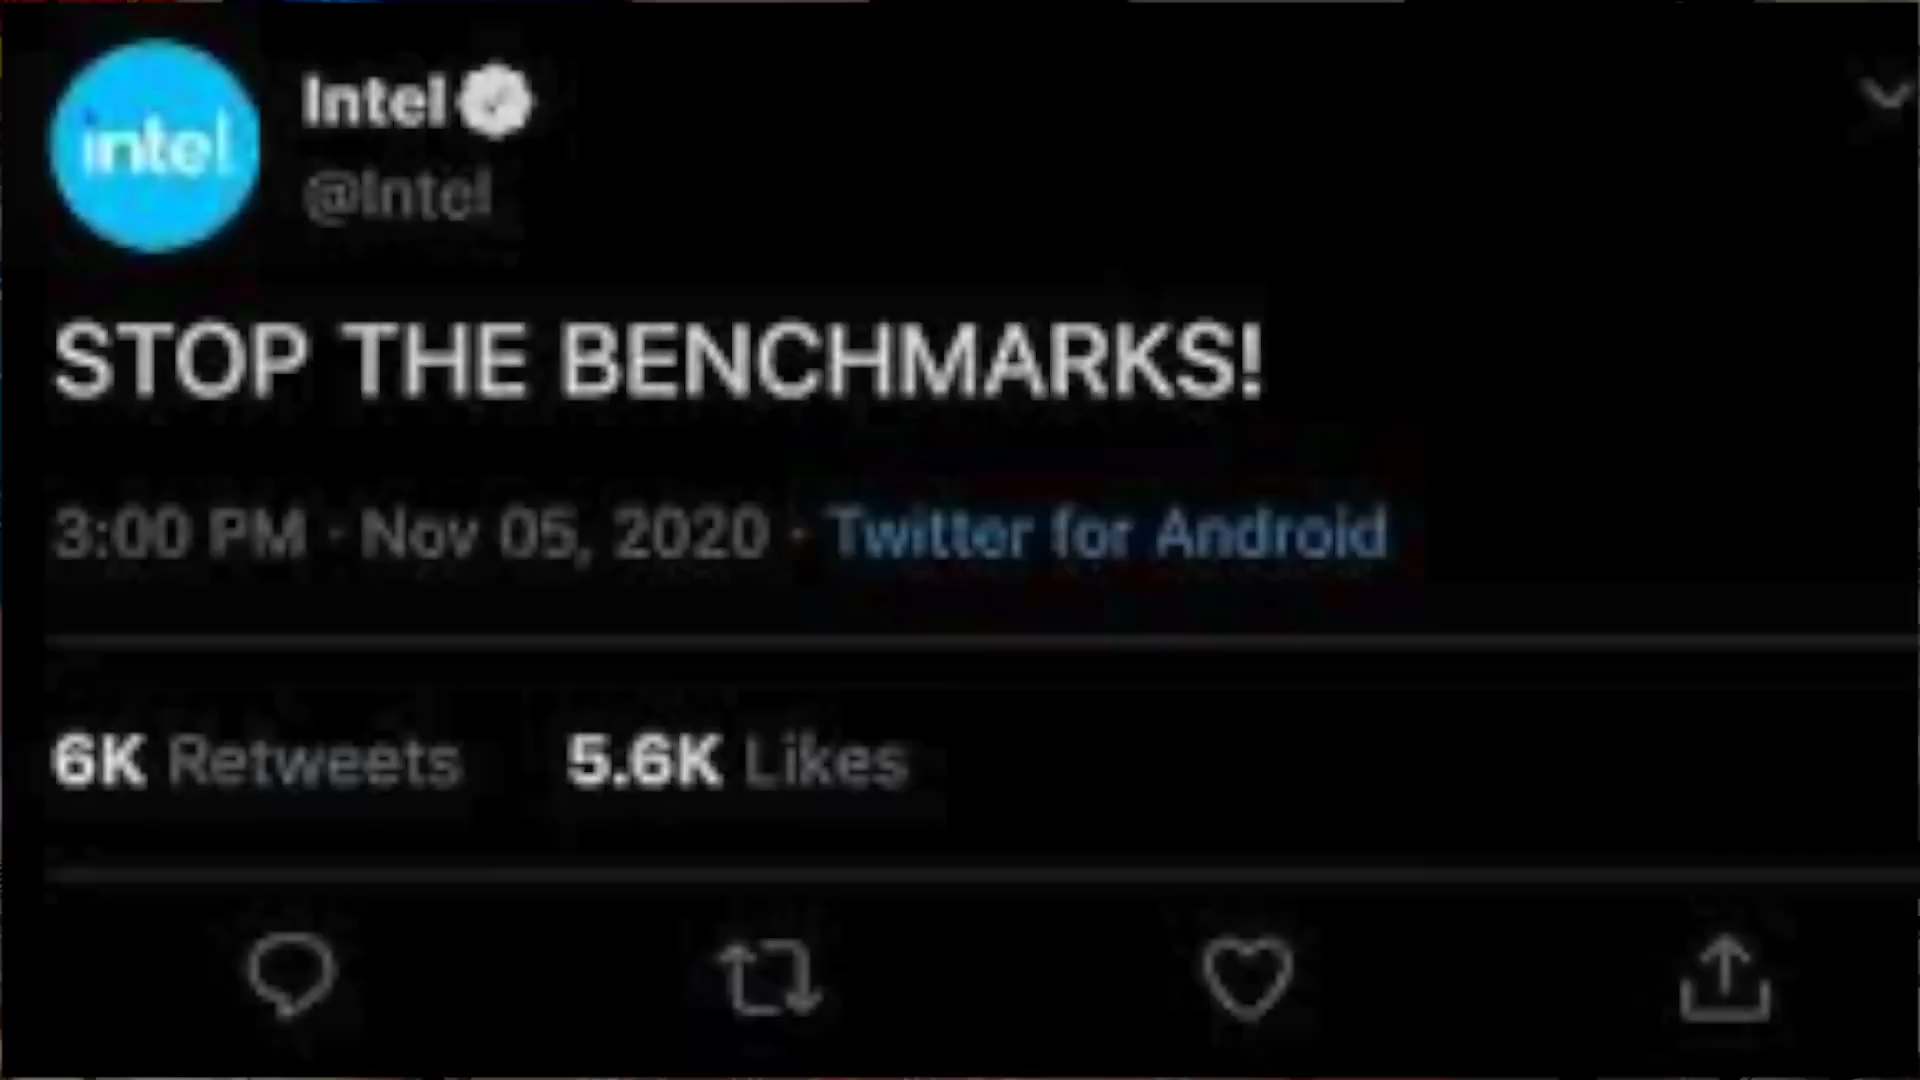 intel
Intel
@Intel
STOP THE BENCHMARKS!
3:00 PM · Nov 05, 2020 · Twitter for Android
6K Retweets 5.6K Likes